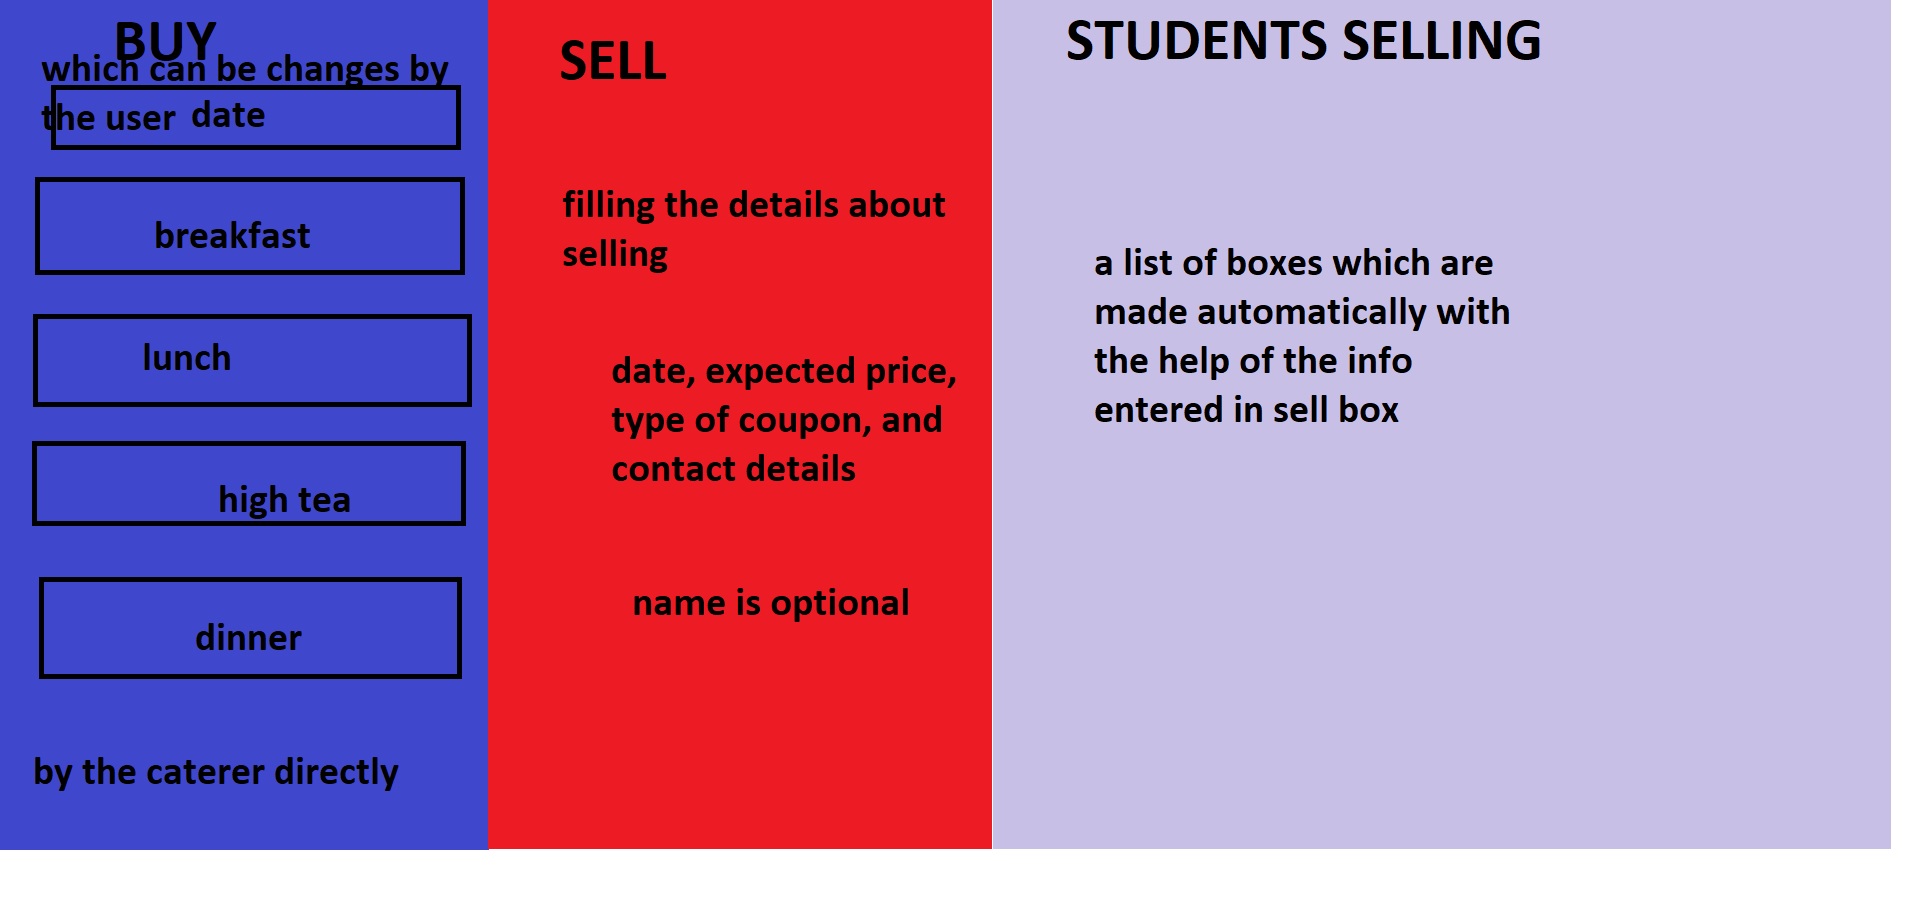 BUY
which can be changes by
the user date
breakfast
lunch
high tea
dinner
by the caterer directly
SELL
filling the details about
selling
date, expected price,
type of coupon, and
contact details
name is optional
STUDENTS SELLING
a list of boxes which are
made automatically with
the help of the info
entered in sell box